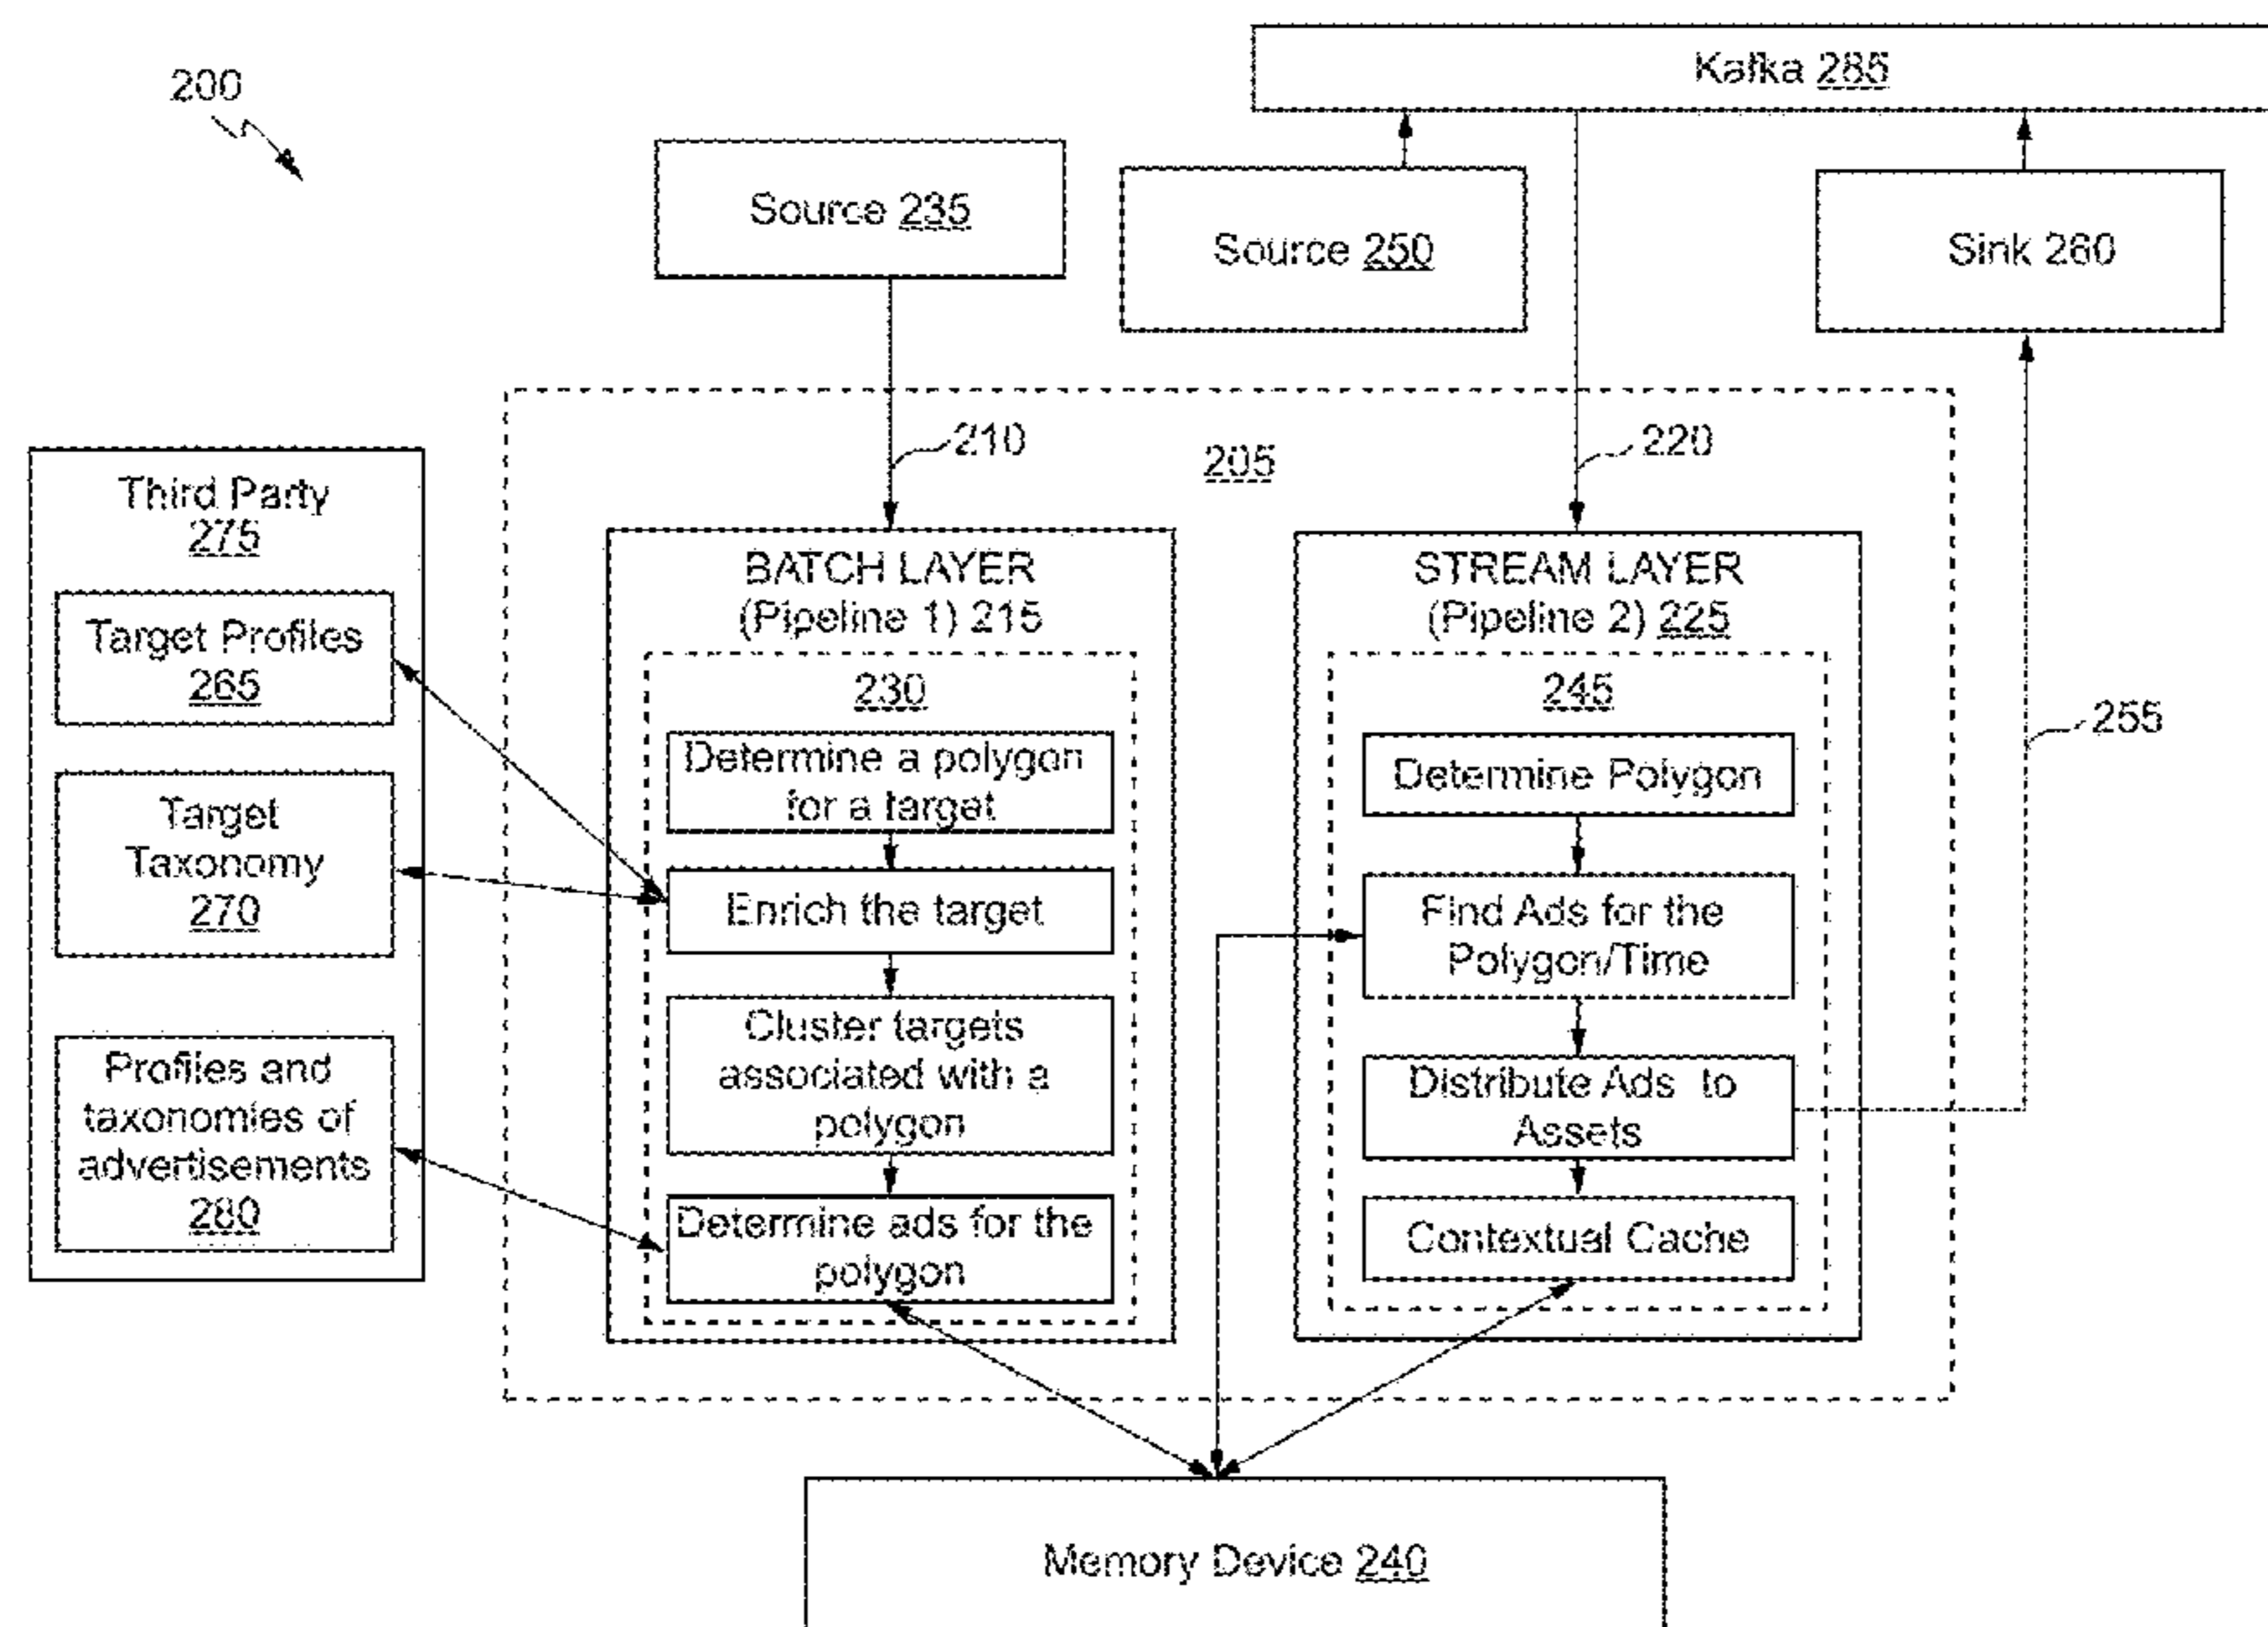 200
Kafka 285
Source 235
Source 250
Sink 260
210
205
220
Third Party
275
Target Profiles
265
Target
Taxonomy
270
Profiles and
taxonomies of
advertisements
280
BATCH LAYER
(Pipeline 1) 215
230
Determine a polygon
for a target
Enrich the target
Cluster targets
associated with a
polygon
Determine ads for the
polygon
STREAM LAYER
(Pipeline 2) 225
245
Determine Polygon
Find Ads for the
Polygon/Time
Distribute Ads to
Assets
Contextual Cache
255
Memory Device 240